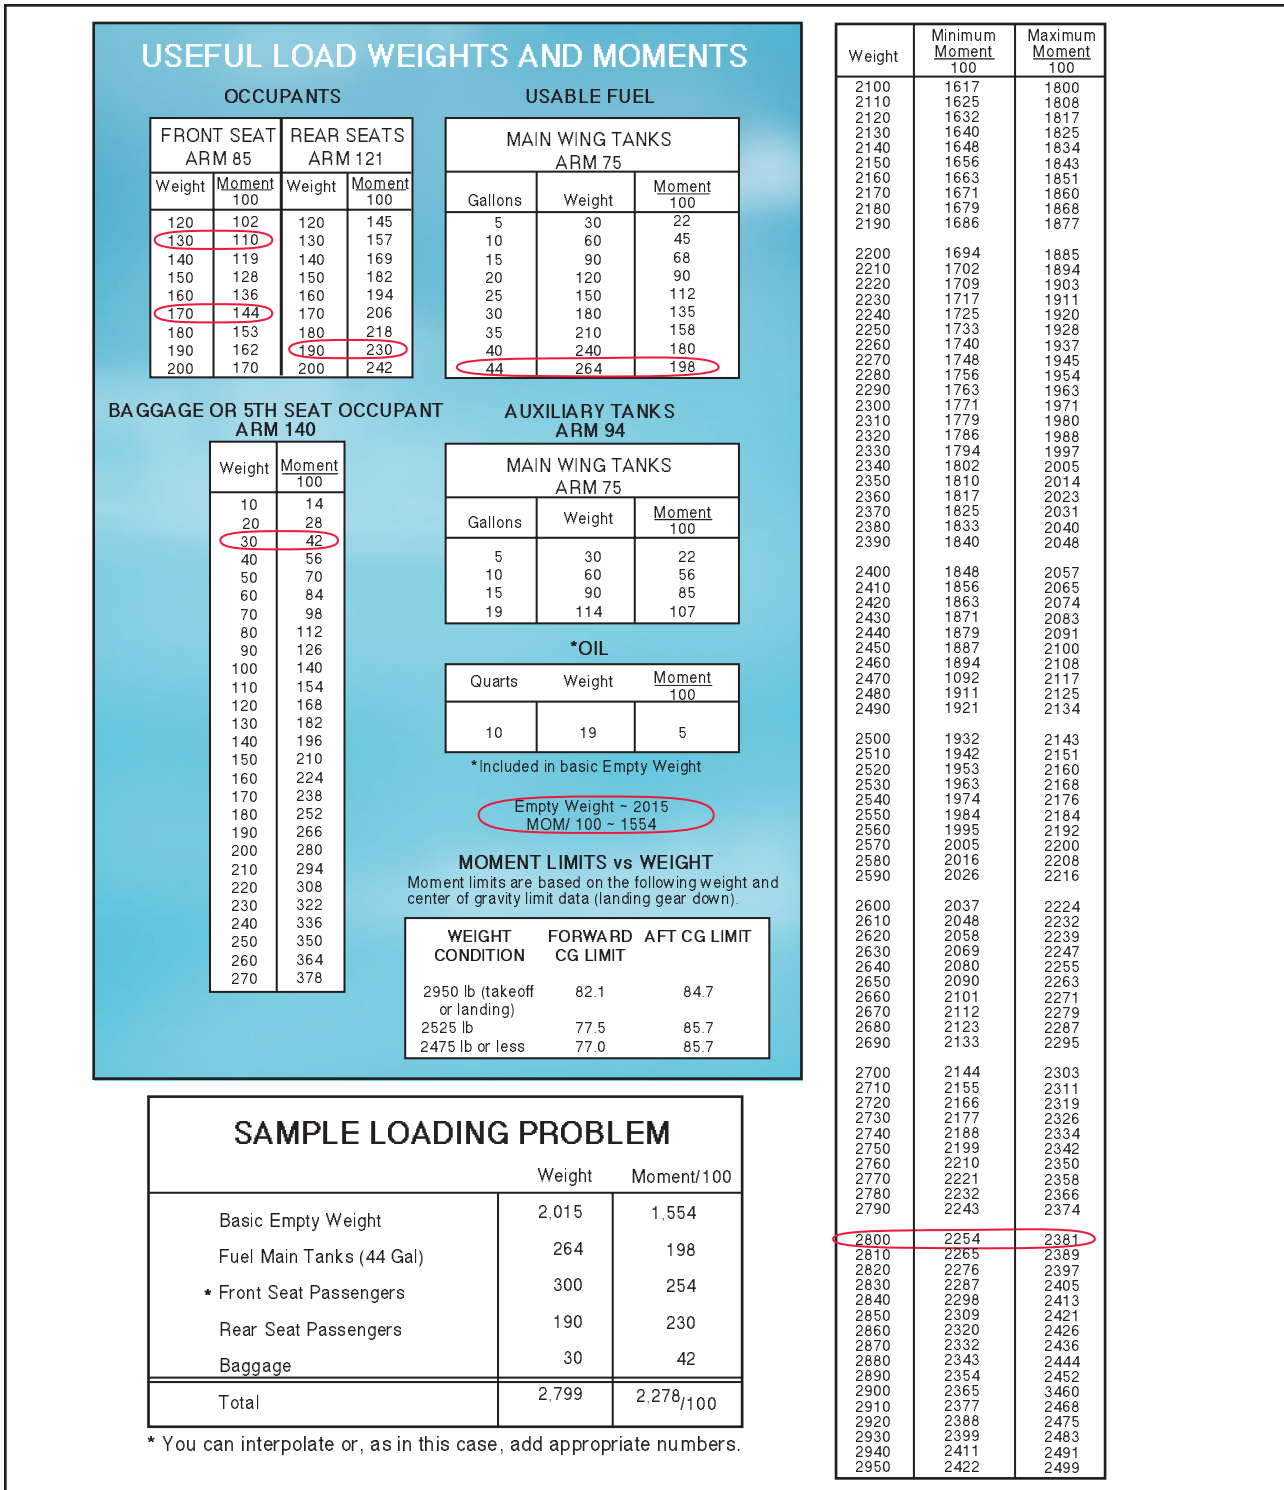 USEFUL LOAD WEIGHTS AND MOMENTS
OCCUPANTS
FRONT SEAT ARM 85 REAR SEATS ARM 121
Weight Moment/100 Weight Moment/100
120 102 120 145
130 110 130 157
140 119 140 169
150 128 150 182
160 136 160 194
170 144 170 206
180 153 180 218
190 162 190 230
200 170 200 242
USABLE FUEL
MAIN WING TANKS
ARM 75
Gallons Weight Moment/100
5 30 22
10 60 45
15 90 68
20 120 90
25 150 112
30 180 135
35 210 158
40 240 180
44 264 198
BAGGAGE OR 5TH SEAT OCCUPANT
ARM 140
Weight Moment/100
10 14
20 28
30 42
40 56
50 70
60 84
70 98
80 112
90 126
100 140
110 154
120 168
130 182
140 196
150 210
160 224
170 238
180 252
190 266
200 280
210 294
220 308
230 322
240 336
250 350
260 364
270 378
AUXILIARY TANKS
ARM 94
MAIN WING TANKS
ARM 75
Gallons Weight Moment/100
5 30 22
10 60 56
15 90 85
19 114 107
*OIL
Quarts Weight Moment/100
10 19 5
*Included in basic Empty Weight
Empty Weight ~ 2015
MOM/ 100 ~ 1554
MOMENT LIMITS vs WEIGHT
Moment limits are based on the following weight and
center of gravity limit data (landing gear down).
WEIGHT CONDITION FORWARD CG LIMIT AFT CG LIMIT
2950 lb (takeoff or landing) 82.1 84.7
2525 lb 77.5 85.7
2475 lb or less 77.0 85.7
SAMPLE LOADING PROBLEM
Weight Moment/100
Basic Empty Weight 2,015 1,554
Fuel Main Tanks (44 Gal) 264 198
* Front Seat Passengers 300 254
Rear Seat Passengers 190 230
Baggage 30 42
Total 2,799 2,278/100
* You can interpolate or, as in this case, add appropriate numbers.
Weight Minimum Moment/100 Maximum Moment/100
2100 1617 1800
2110 1625 1808
2120 1632 1817
2130 1640 1825
2140 1648 1834
2150 1656 1843
2160 1663 1851
2170 1671 1860
2180 1679 1868
2190 1686 1877
2200 1694 1885
2210 1702 1894
2220 1709 1903
2230 1717 1911
2240 1725 1920
2250 1733 1928
2260 1740 1937
2270 1748 1945
2280 1756 1954
2290 1763 1963
2300 1771 1971
2310 1779 1980
2320 1786 1988
2330 1794 1997
2340 1802 2005
2350 1810 2014
2360 1817 2023
2370 1825 2031
2380 1833 2040
2390 1840 2048
2400 1848 2057
2410 1856 2065
2420 1863 2074
2430 1871 2083
2440 1879 2091
2450 1887 2100
2460 1894 2108
2470 1092 2117
2480 1911 2125
2490 1921 2134
2500 1932 2143
2510 1942 2151
2520 1953 2160
2530 1963 2168
2540 1974 2176
2550 1984 2184
2560 1995 2192
2570 2005 2200
2580 2016 2208
2590 2026 2216
2600 2037 2224
2610 2048 2232
2620 2058 2239
2630 2069 2247
2640 2080 2255
2650 2090 2263
2660 2101 2271
2670 2112 2279
2680 2123 2287
2690 2133 2295
2700 2144 2303
2710 2155 2311
2720 2166 2319
2730 2177 2326
2740 2188 2334
2750 2199 2342
2760 2210 2350
2770 2221 2358
2780 2232 2366
2790 2243 2374
2800 2254 2381
2810 2265 2389
2820 2276 2397
2830 2287 2405
2840 2298 2413
2850 2309 2421
2860 2320 2426
2870 2332 2436
2880 2343 2444
2890 2354 2452
2900 2365 3460
2910 2377 2468
2920 2388 2475
2930 2399 2483
2940 2411 2491
2950 2422 2499